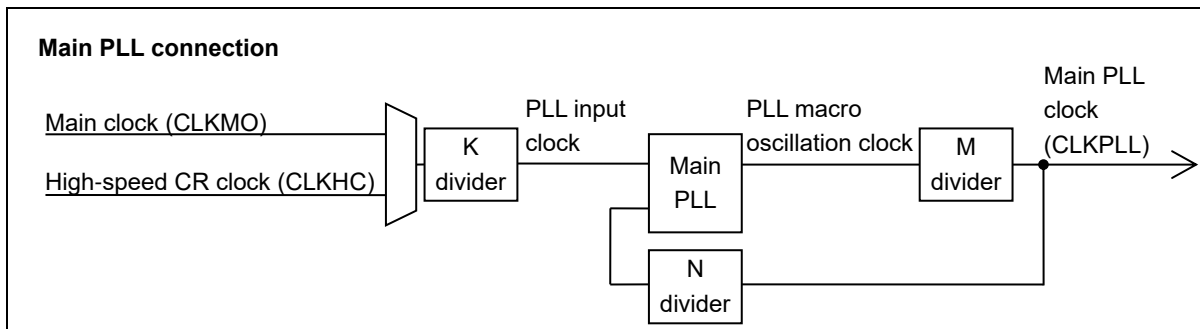 Main PLL connection
Main clock (CLKMO)
High-speed CR clock (CLKHC)
K
divider
PLL input
clock
Main
PLL
PLL macro
oscillation clock
M
divider
Main PLL
clock
(CLKPLL)
N
divider